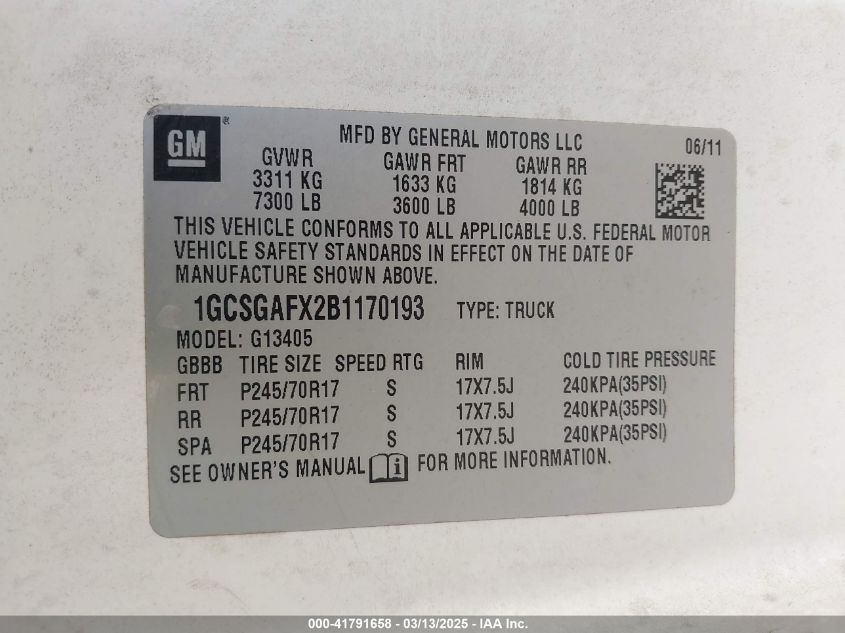 GM®
MFD BY GENERAL MOTORS LLC 06/11
GVWR GAWR FRT GAWR RR
3311 KG 1633 KG 1814 KG
7300 LB 3600 LB 4000 LB
THIS VEHICLE CONFORMS TO ALL APPLICABLE U.S. FEDERAL MOTOR
VEHICLE SAFETY STANDARDS IN EFFECT ON THE DATE OF
MANUFACTURE SHOWN ABOVE.
1GCSGAFX2B1170193 TYPE: TRUCK
MODEL: G13405
GBBB TIRE SIZE SPEED RTG RIM COLD TIRE PRESSURE
FRT P245/70R17 S 17X7.5J 240KPA(35PSI)
RR P245/70R17 S 17X7.5J 240KPA(35PSI)
SPA P245/70R17 S 17X7.5J 240KPA(35PSI)
SEE OWNER'S MANUAL i FOR MORE INFORMATION.
000-41791658 - 03/13/2025 - IAA Inc.